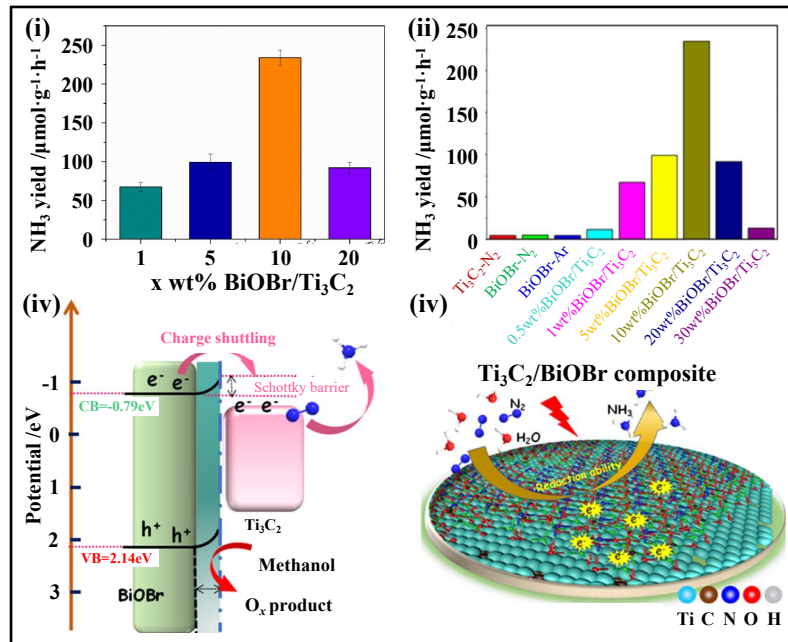 (i)
NH₃ yield /μmol·g⁻¹·h⁻¹
250
200
150
100
50
0
1 5 10 20
x wt% BiOBr/Ti₃C₂
(ii)
NH₃ yield /μmol·g⁻¹·h⁻¹
250
200
150
100
50
0
Ti₃C₂-N₂
BiOBr-N₂
BiOBr-Ar
0.5wt%BiOBr/Ti₃C₂
1wt%BiOBr/Ti₃C₂
5wt%BiOBr/Ti₃C₂
10wt%BiOBr/Ti₃C₂
20wt%BiOBr/Ti₃C₂
30wt%BiOBr/Ti₃C₂
(iv)
Potential /eV
-1
0
1
2
3
Charge shuttling
e⁻ e⁻
Schottky barrier
CB=-0.79eV
e⁻ e⁻
Ti₃C₂
h⁺ h⁺
VB=2.14eV
Methanol
BiOBr
Oₓ product
(iv)
Ti₃C₂/BiOBr composite
N₂
NH₃
H₂O
Redaction ability
e⁻
e⁻
e⁻
e⁻
e⁻
e⁻
Ti C N O H